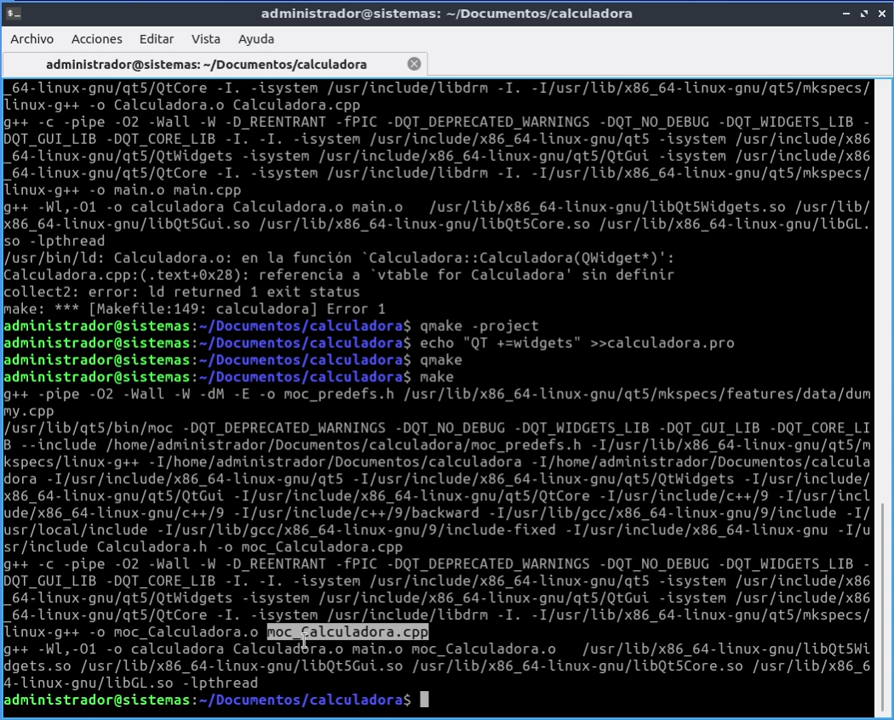 administrador@sistemas: ~/Documentos/calculadora
Archivo Acciones Editar Vista Ayuda
administrador@sistemas: ~/Documentos/calculadora
_64-linux-gnu/qt5/QtCore -I. -isystem /usr/include/libdrm -I. -I/usr/lib/x86_64-linux-gnu/qt5/mkspecs/
linux-g++ -o Calculadora.o Calculadora.cpp
g++ -c -pipe -O2 -Wall -W -D_REENTRANT -fPIC -DQT_DEPRECATED_WARNINGS -DQT_NO_DEBUG -DQT_WIDGETS_LIB -
DQT_GUI_LIB -DQT_CORE_LIB -I. -I. -isystem /usr/include/x86_64-linux-gnu/qt5 -isystem /usr/include/x86
_64-linux-gnu/qt5/QtWidgets -isystem /usr/include/x86_64-linux-gnu/qt5/QtGui -isystem /usr/include/x86
_64-linux-gnu/qt5/QtCore -I. -isystem /usr/include/libdrm -I. -I/usr/lib/x86_64-linux-gnu/qt5/mkspecs/
linux-g++ -o main.o main.cpp
g++ -Wl,-O1 -o calculadora Calculadora.o main.o   /usr/lib/x86_64-linux-gnu/libQt5Widgets.so /usr/lib/
x86_64-linux-gnu/libQt5Gui.so /usr/lib/x86_64-linux-gnu/libQt5Core.so /usr/lib/x86_64-linux-gnu/libGL.
so -lpthread
/usr/bin/ld: Calculadora.o: en la función `Calculadora::Calculadora(QWidget*)':
Calculadora.cpp:(.text+0x28): referencia a `vtable for Calculadora' sin definir
collect2: error: ld returned 1 exit status
make: *** [Makefile:149: calculadora] Error 1
administrador@sistemas:~/Documentos/calculadora$ qmake -project
administrador@sistemas:~/Documentos/calculadora$ echo "QT +=widgets" >>calculadora.pro
administrador@sistemas:~/Documentos/calculadora$ qmake
administrador@sistemas:~/Documentos/calculadora$ make
g++ -pipe -O2 -Wall -W -dM -E -o moc_predefs.h /usr/lib/x86_64-linux-gnu/qt5/mkspecs/features/data/dum
my.cpp
/usr/lib/qt5/bin/moc -DQT_DEPRECATED_WARNINGS -DQT_NO_DEBUG -DQT_WIDGETS_LIB -DQT_GUI_LIB -DQT_CORE_LI
B --include /home/administrador/Documentos/calculadora/moc_predefs.h -I/usr/lib/x86_64-linux-gnu/qt5/m
kspecs/linux-g++ -I/home/administrador/Documentos/calculadora -I/home/administrador/Documentos/calcula
dora -I/usr/include/x86_64-linux-gnu/qt5 -I/usr/include/x86_64-linux-gnu/qt5/QtWidgets -I/usr/include/
x86_64-linux-gnu/qt5/QtGui -I/usr/include/x86_64-linux-gnu/qt5/QtCore -I/usr/include/c++/9 -I/usr/incl
ude/x86_64-linux-gnu/c++/9 -I/usr/include/c++/9/backward -I/usr/lib/gcc/x86_64-linux-gnu/9/include -I/
usr/local/include -I/usr/lib/gcc/x86_64-linux-gnu/9/include-fixed -I/usr/include/x86_64-linux-gnu -I/u
sr/include Calculadora.h -o moc_Calculadora.cpp
g++ -c -pipe -O2 -Wall -W -D_REENTRANT -fPIC -DQT_DEPRECATED_WARNINGS -DQT_NO_DEBUG -DQT_WIDGETS_LIB -
DQT_GUI_LIB -DQT_CORE_LIB -I. -I. -isystem /usr/include/x86_64-linux-gnu/qt5 -isystem /usr/include/x86
_64-linux-gnu/qt5/QtWidgets -isystem /usr/include/x86_64-linux-gnu/qt5/QtGui -isystem /usr/include/x86
_64-linux-gnu/qt5/QtCore -I. -isystem /usr/include/libdrm -I. -I/usr/lib/x86_64-linux-gnu/qt5/mkspecs/
linux-g++ -o moc_Calculadora.o moc_Calculadora.cpp
g++ -Wl,-O1 -o calculadora Calculadora.o main.o moc_Calculadora.o   /usr/lib/x86_64-linux-gnu/libQt5Wi
dgets.so /usr/lib/x86_64-linux-gnu/libQt5Gui.so /usr/lib/x86_64-linux-gnu/libQt5Core.so /usr/lib/x86_6
4-linux-gnu/libGL.so -lpthread
administrador@sistemas:~/Documentos/calculadora$